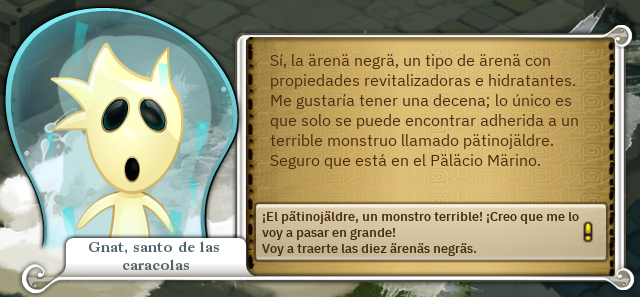 Sí, la ärenä negrä, un tipo de ärenä con
propiedades revitalizadoras e hidratantes.
Me gustaría tener una decena; lo único es
que solo se puede encontrar adherida a un
terrible monstruo llamado pätinojäldre.
Seguro que está en el Päläcio Märino.
¡El pätinojäldre, un monstro terrible! ¡Creo que me lo
voy a pasar en grande!
Voy a traerte las diez ärenäs negräs.
Gnat, santo de las
caracolas